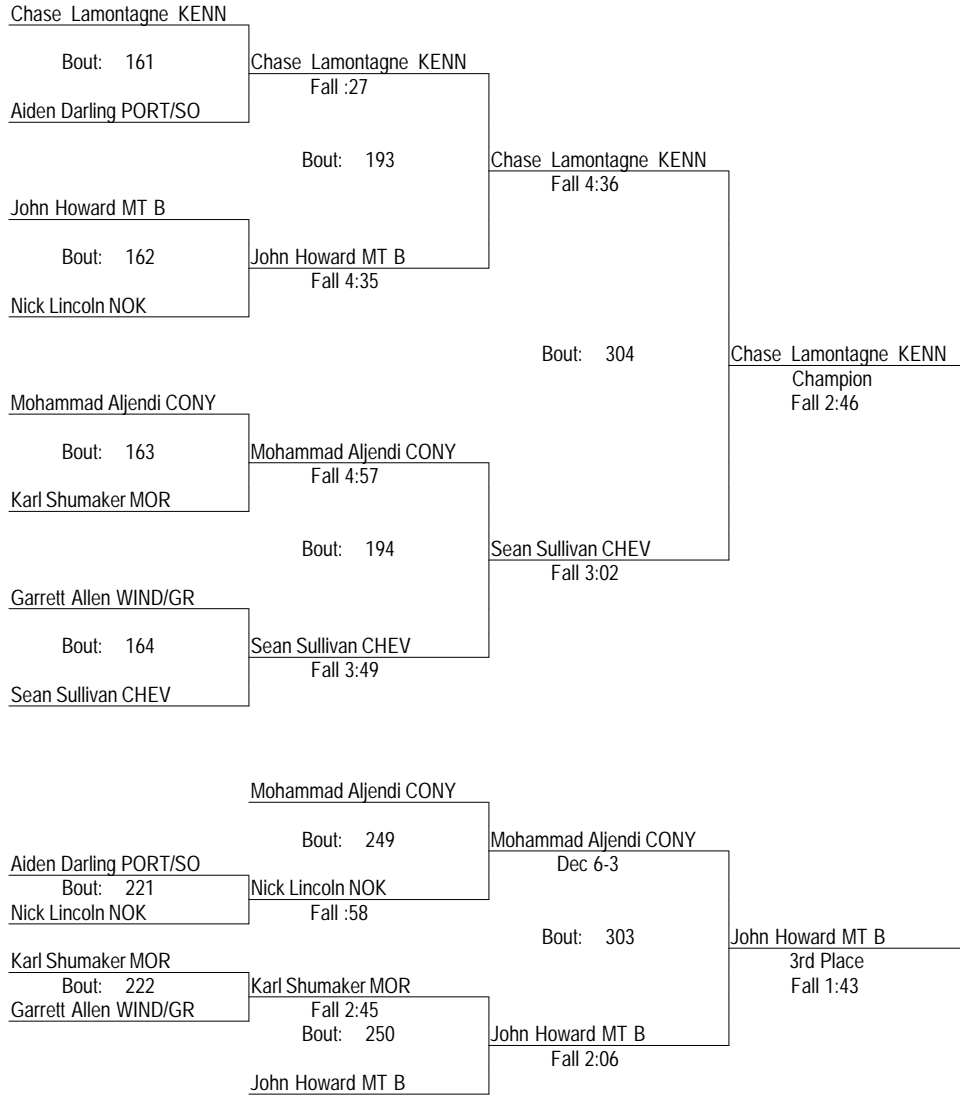 Chase Lamontagne KENN
Bout: 161
Chase Lamontagne KENN
Fall :27
Aiden Darling PORT/SO
Bout: 193
Chase Lamontagne KENN
Fall 4:36
John Howard MT B
Bout: 162
John Howard MT B
Fall 4:35
Nick Lincoln NOK
Bout: 304
Chase Lamontagne KENN
Champion
Fall 2:46
Mohammad Aljendi CONY
Bout: 163
Mohammad Aljendi CONY
Fall 4:57
Karl Shumaker MOR
Bout: 194
Sean Sullivan CHEV
Fall 3:02
Garrett Allen WIND/GR
Bout: 164
Sean Sullivan CHEV
Fall 3:49
Sean Sullivan CHEV
Mohammad Aljendi CONY
Bout: 249
Mohammad Aljendi CONY
Dec 6-3
Aiden Darling PORT/SO
Bout: 221
Nick Lincoln NOK
Nick Lincoln NOK
Fall :58
Bout: 303
John Howard MT B
3rd Place
Fall 1:43
Karl Shumaker MOR
Bout: 222
Karl Shumaker MOR
Garrett Allen WIND/GR
Fall 2:45
Bout: 250
John Howard MT B
Fall 2:06
John Howard MT B